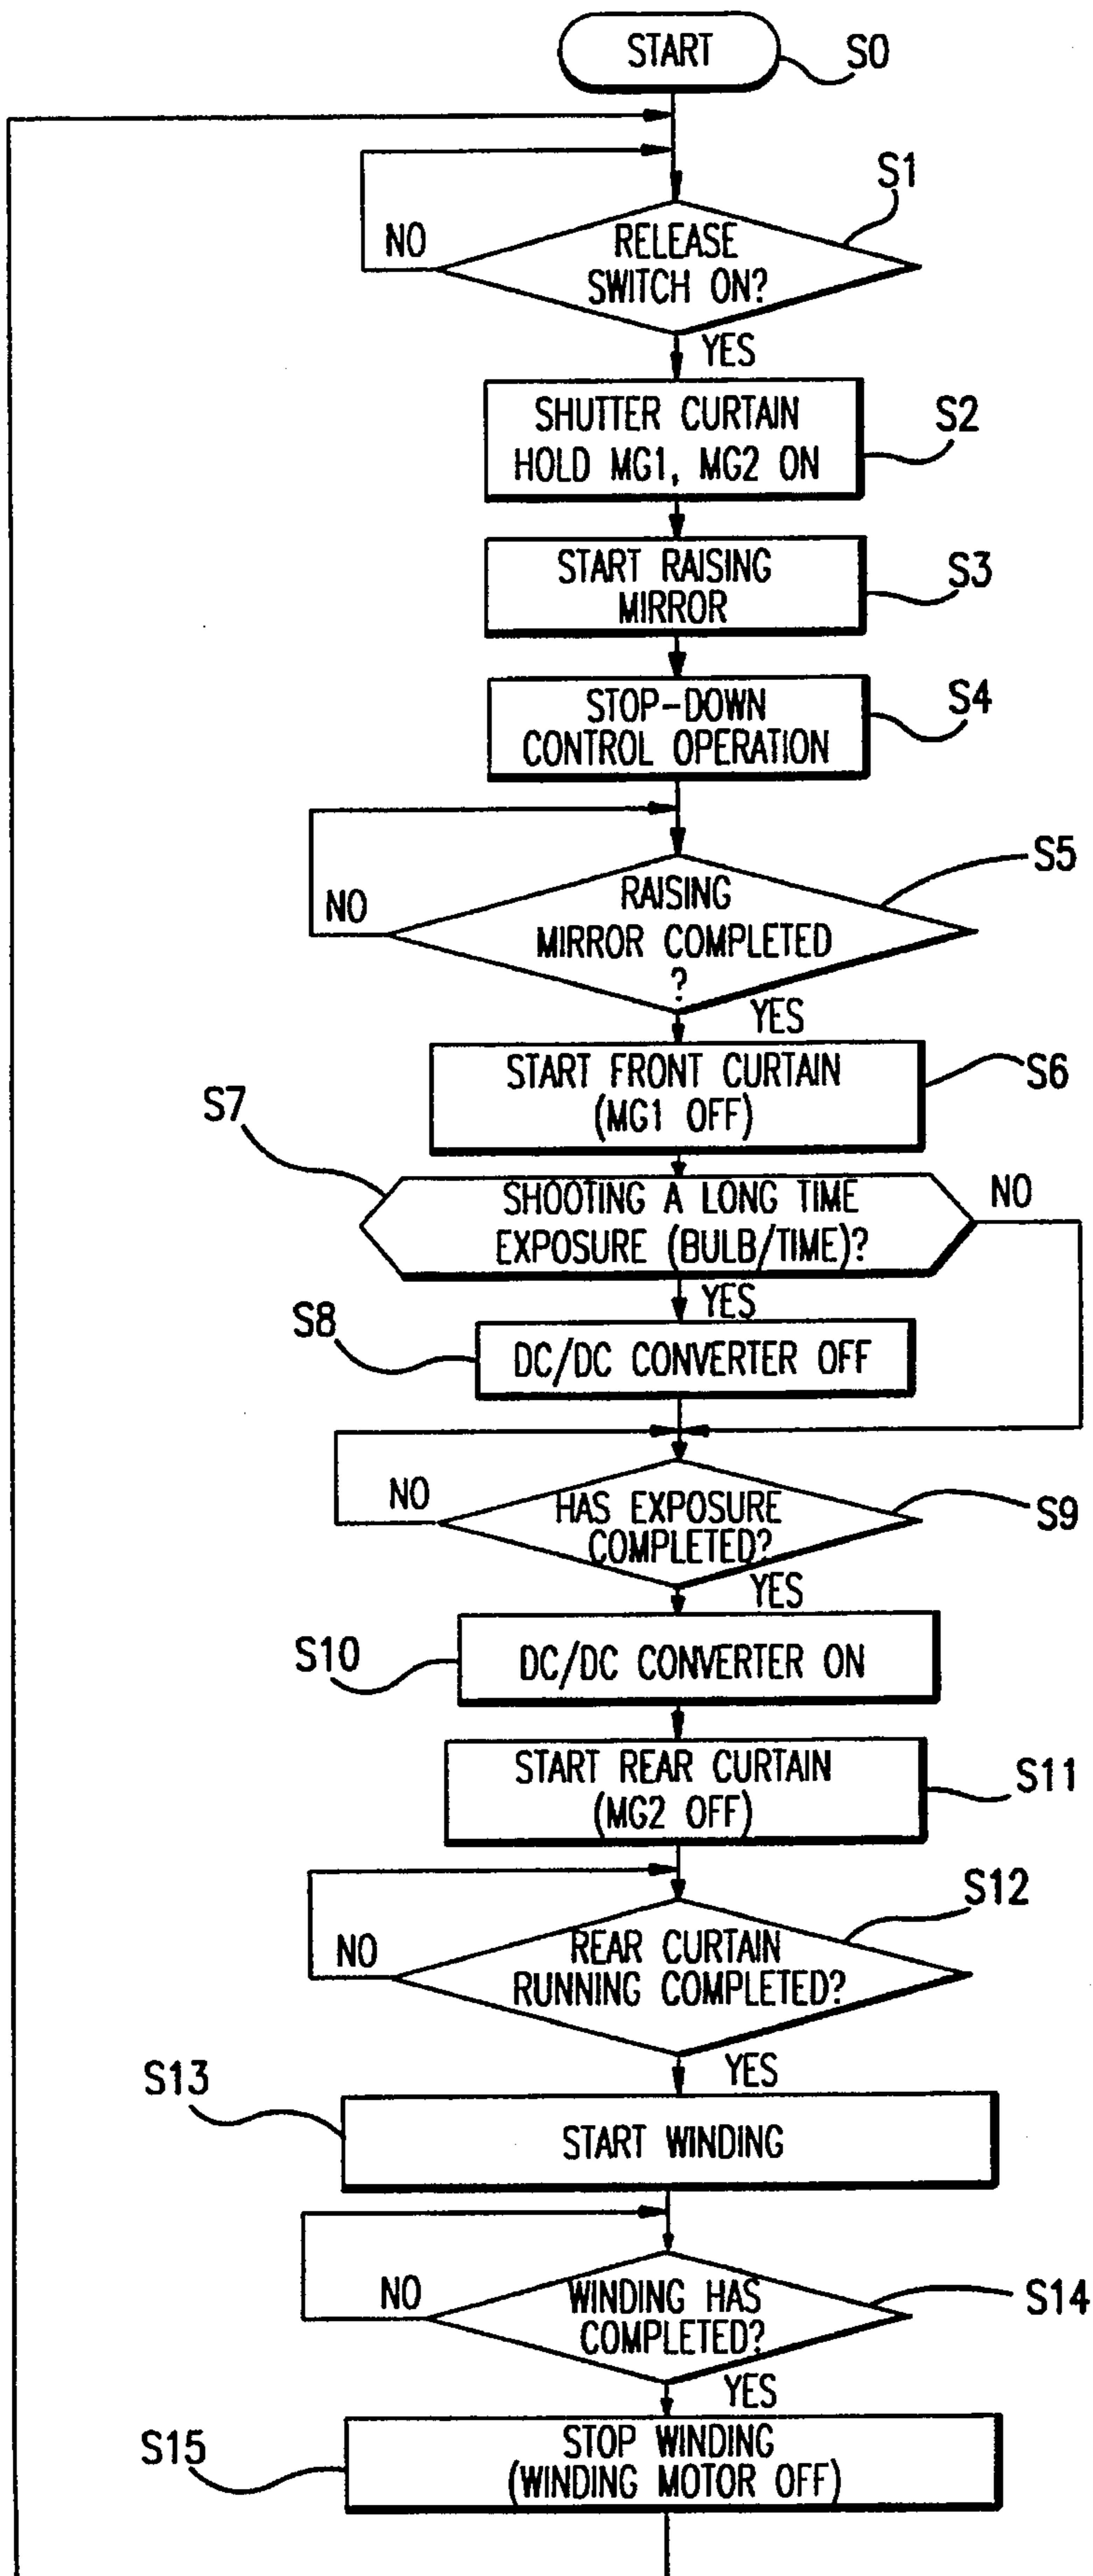 START
S0
S1
NO
RELEASE
SWITCH ON?
YES
SHUTTER CURTAIN
HOLD MG1, MG2 ON
S2
START RAISING
MIRROR
S3
STOP-DOWN
CONTROL OPERATION
S4
S5
NO
RAISING
MIRROR COMPLETED
?
YES
START FRONT CURTAIN
(MG1 OFF)
S6
S7
SHOOTING A LONG TIME
EXPOSURE (BULB/TIME)?
NO
YES
S8
DC/DC CONVERTER OFF
NO
HAS EXPOSURE
COMPLETED?
S9
YES
S10
DC/DC CONVERTER ON
START REAR CURTAIN
(MG2 OFF)
S11
S12
NO
REAR CURTAIN
RUNNING COMPLETED?
YES
S13
START WINDING
NO
WINDING HAS
COMPLETED?
S14
YES
S15
STOP WINDING
(WINDING MOTOR OFF)